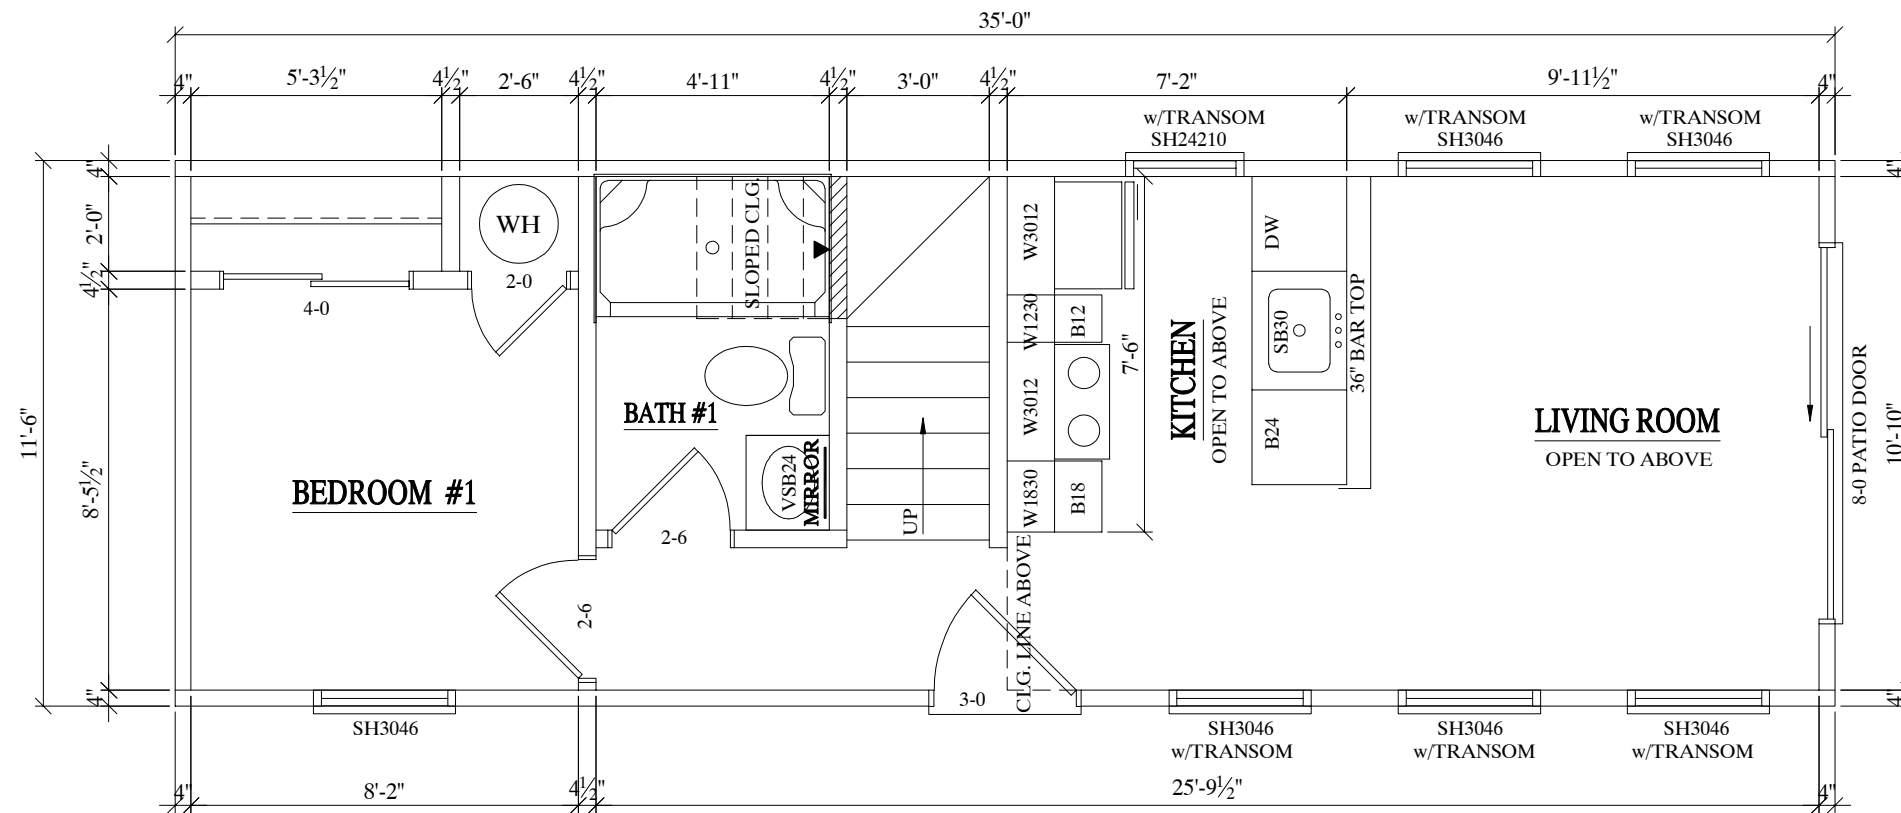 35'-0"
4" 5'-3½" 4½" 2'-6" 4½" 4'-11" 4½" 3'-0" 4½" 7'-2" 9'-11½" 4"
w/TRANSOM
SH24210
w/TRANSOM
SH3046
w/TRANSOM
SH3046
4"
2'-0"
4½"
8'-5½"
4"
11'-6"
WH
2-0
4-0
SLOPED CLG.
BATH #1
VSB24
MIRROR
2-6
BEDROOM #1
2-6
UP
W3012
W1230
B12
W3012
W1830
B18
7'-6"
KITCHEN
OPEN TO ABOVE
DW
SB30
B24
36" BAR TOP
LIVING ROOM
OPEN TO ABOVE
8-0 PATIO DOOR
4"
10'-10"
4"
CLG. LINE ABOVE
3-0
SH3046
SH3046
w/TRANSOM
SH3046
w/TRANSOM
SH3046
w/TRANSOM
4" 8'-2" 4½" 25'-9½" 4"